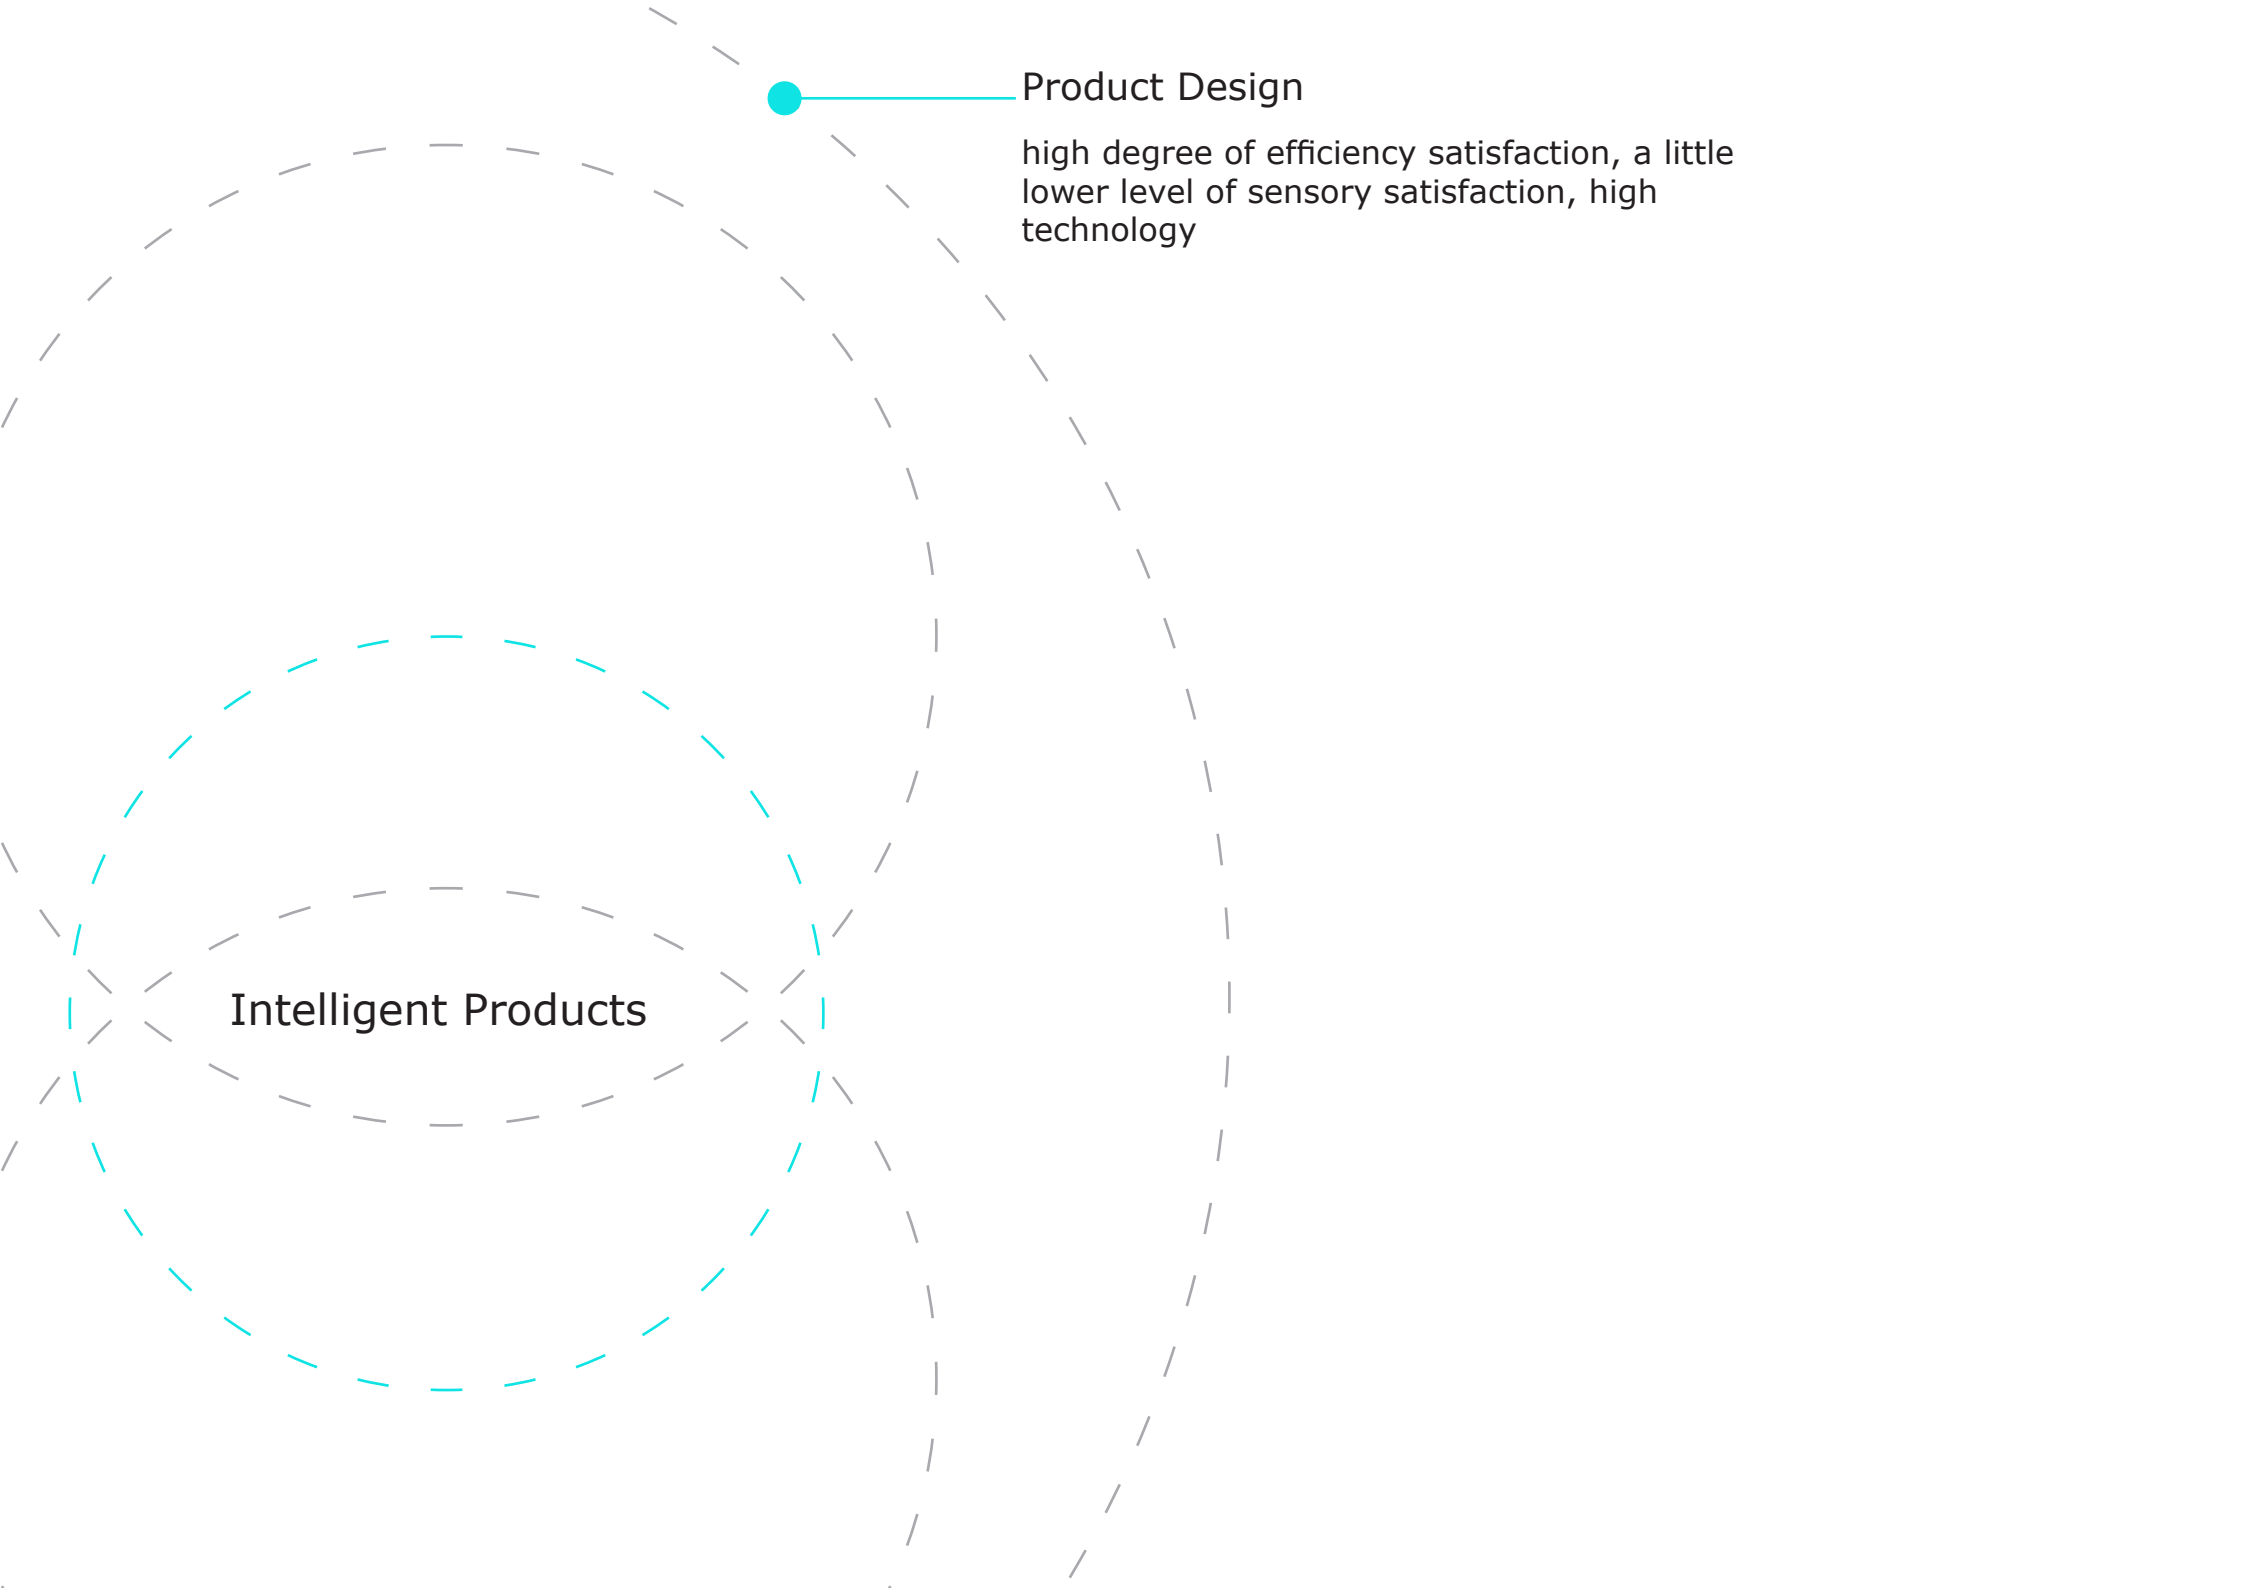 Product Design
high degree of efficiency satisfaction, a little
lower level of sensory satisfaction, high
technology
Intelligent Products